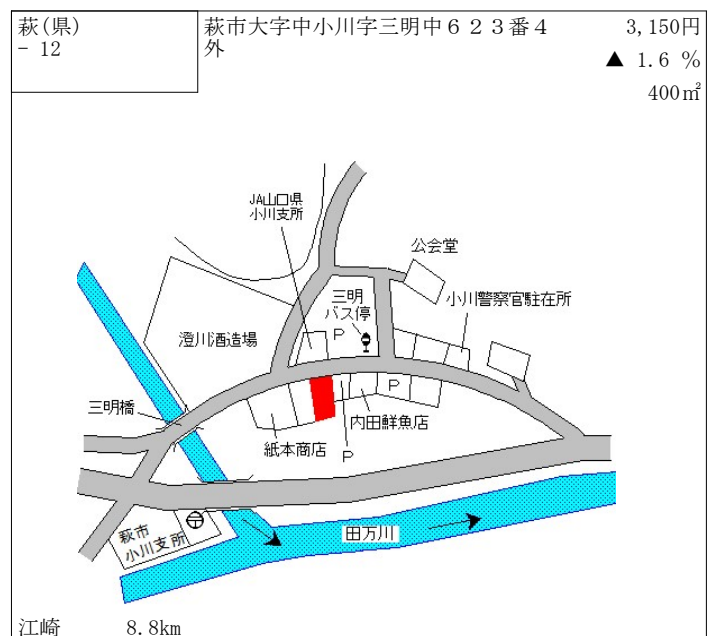 萩(県)
- 12
萩市大字中小川字三明中６２３番４
外
3,150円
▲ 1.6 %
400㎡
JA山口県
小川支所
公会堂
三明
バス停
P
小川警察官駐在所
澄川酒造場
P
三明橋
内田鮮魚店
紙本商店
P
萩市
小川支所
田万川
江崎 8.8km